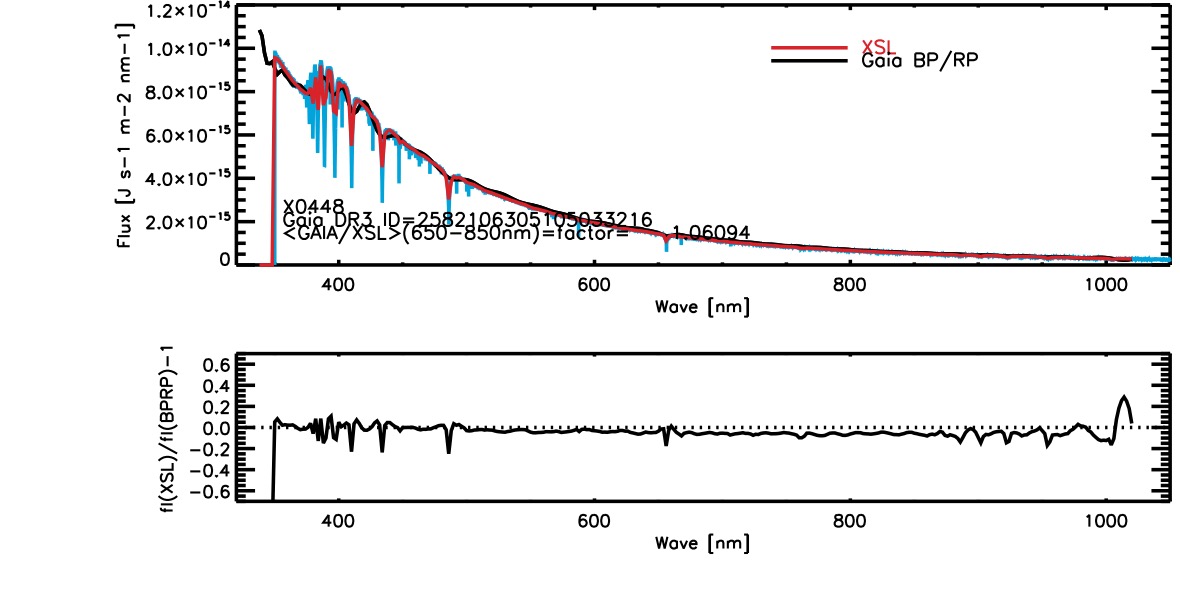 1.2×10−14
1.0×10−14
8.0×10−15
6.0×10−15
4.0×10−15
2.0×10−15
0
Flux [J s−1 m−2 nm−1]
XSL
Gaia BP/RP
X0448
Gaia DR3 ID=2582106305105033216
<GAIA/XSL>(650−850nm)=factor= 1.06094
400 600 800 1000
Wave [nm]
0.6
0.4
0.2
0.0
−0.2
−0.4
−0.6
fl(XSL)/fl(BPRP)−1
400 600 800 1000
Wave [nm]